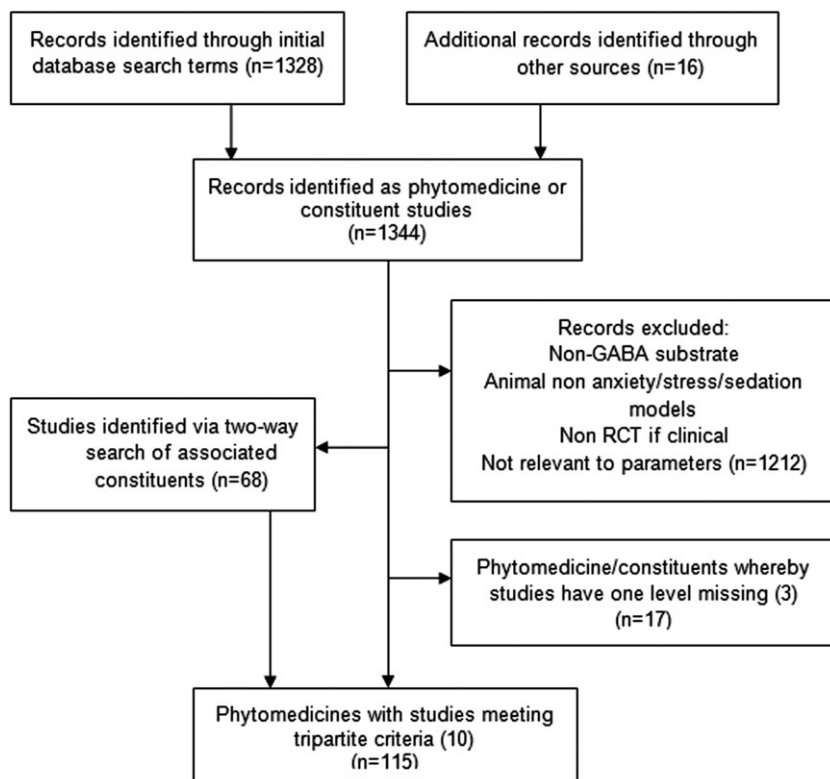 Records identified through initial
database search terms (n=1328)
Additional records identified through
other sources (n=16)
Records identified as phytomedicine or
constituent studies
(n=1344)
Records excluded:
Non-GABA substrate
Animal non anxiety/stress/sedation
models
Non RCT if clinical
Not relevant to parameters (n=1212)
Studies identified via two-way
search of associated
constituents (n=68)
Phytomedicine/constituents whereby
studies have one level missing (3)
(n=17)
Phytomedicines with studies meeting
tripartite criteria (10)
n=115